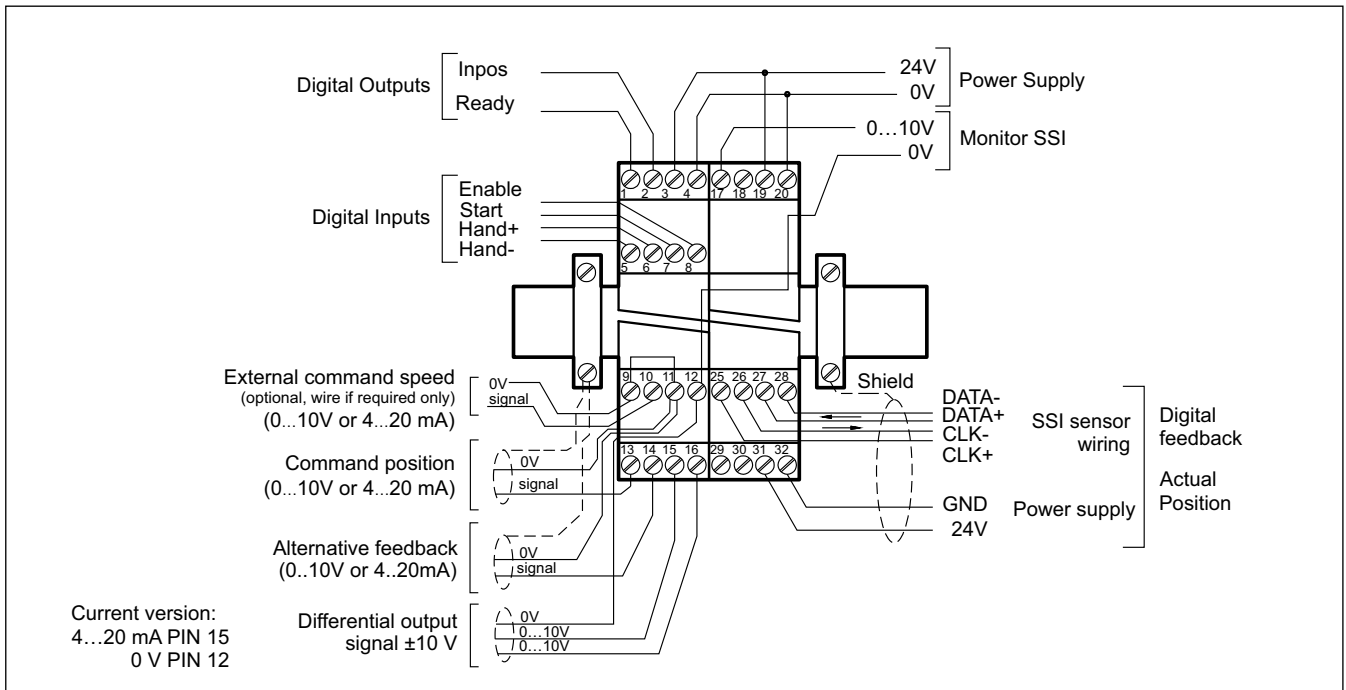 Digital Outputs
Inpos
Ready
24V
0V
Power Supply
0...10V
0V
Monitor SSI
1 2 3 4 17 18 19 20
Digital Inputs
Enable
Start
Hand+
Hand-
5 6 7 8
External command speed
(optional, wire if required only)
(0...10V or 4...20 mA)
0V
signal
9 10 11 12 25 26 27 28
Shield
DATA-
DATA+
CLK-
CLK+
SSI sensor
wiring
Digital
feedback
Actual
Position
Command position
(0...10V or 4...20 mA)
0V
signal
13 14 15 16 29 30 31 32
GND
24V
Power supply
Alternative feedback
(0..10V or 4..20mA)
0V
signal
Differential output
signal ±10 V
0V
0...10V
0...10V
Current version:
4...20 mA PIN 15
0 V PIN 12